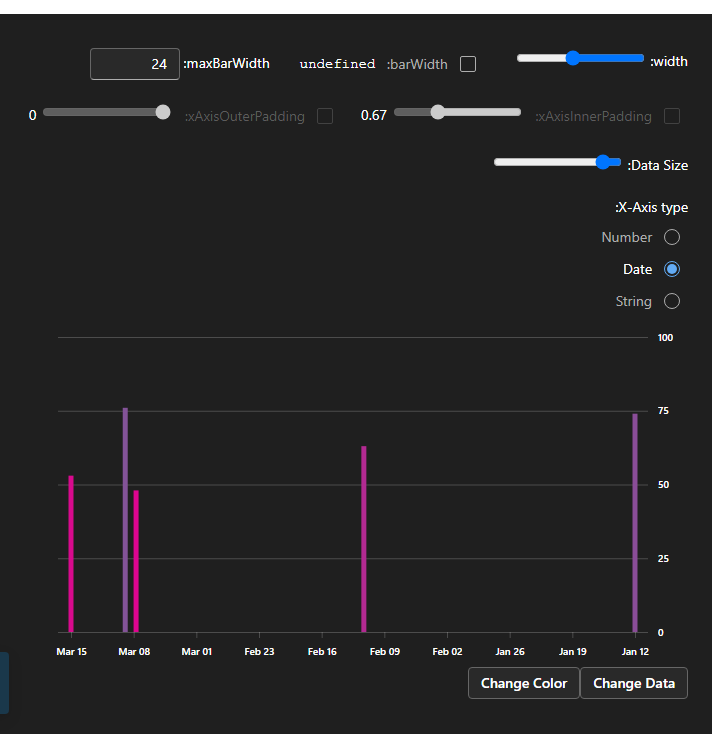 :width
:barWidth undefined
:maxBarWidth 24
:xAxisInnerPadding 0.67
:xAxisOuterPadding 0
:Data Size
:X-Axis type
Number
Date
String
100
75
50
25
0
Mar 15 Mar 08 Mar 01 Feb 23 Feb 16 Feb 09 Feb 02 Jan 26 Jan 19 Jan 12
Change Color Change Data